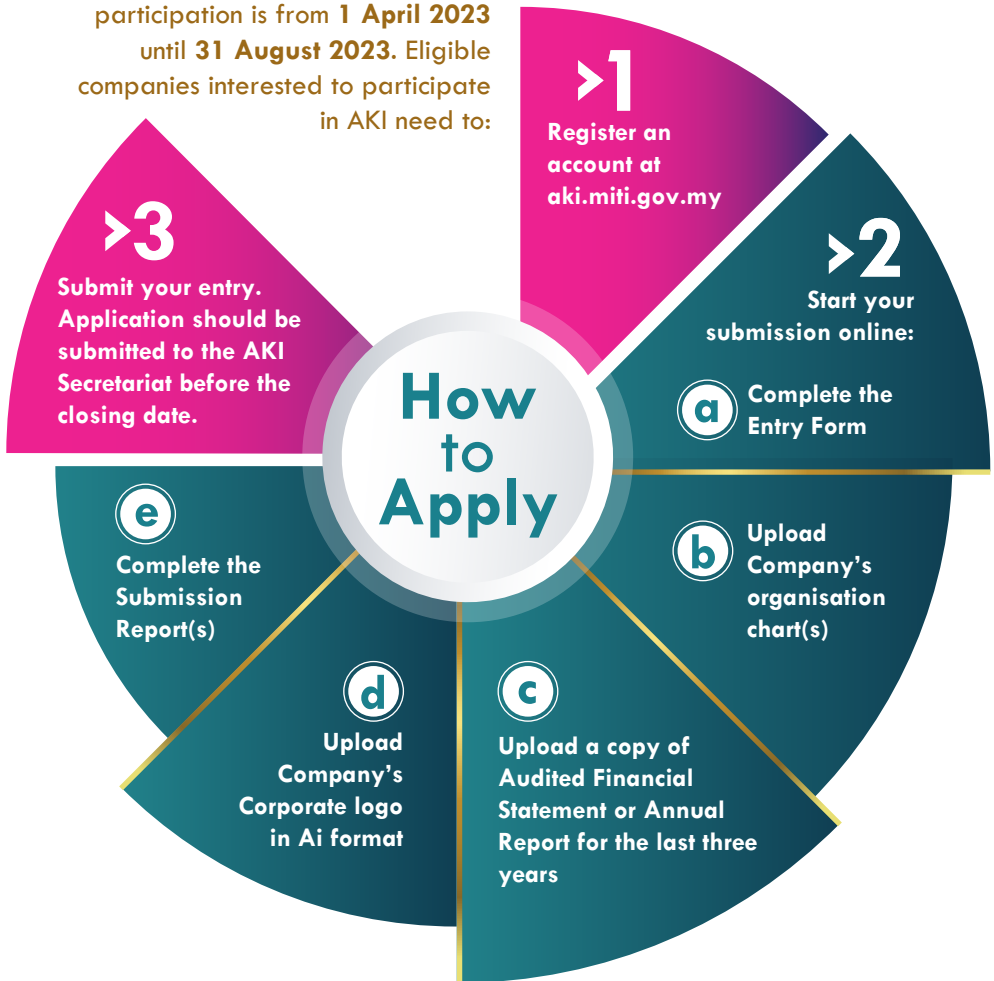 participation is from 1 April 2023
until 31 August 2023. Eligible
companies interested to participate
in AKI need to:
How
to
Apply
>1
Register an
account at
aki.miti.gov.my
>2
Start your
submission online:
a
Complete the
Entry Form
b
Upload
Company’s
organisation
chart(s)
c
Upload a copy of
Audited Financial
Statement or Annual
Report for the last three
years
d
Upload
Company’s
Corporate logo
in Ai format
e
Complete the
Submission
Report(s)
>3
Submit your entry.
Application should be
submitted to the AKI
Secretariat before the
closing date.